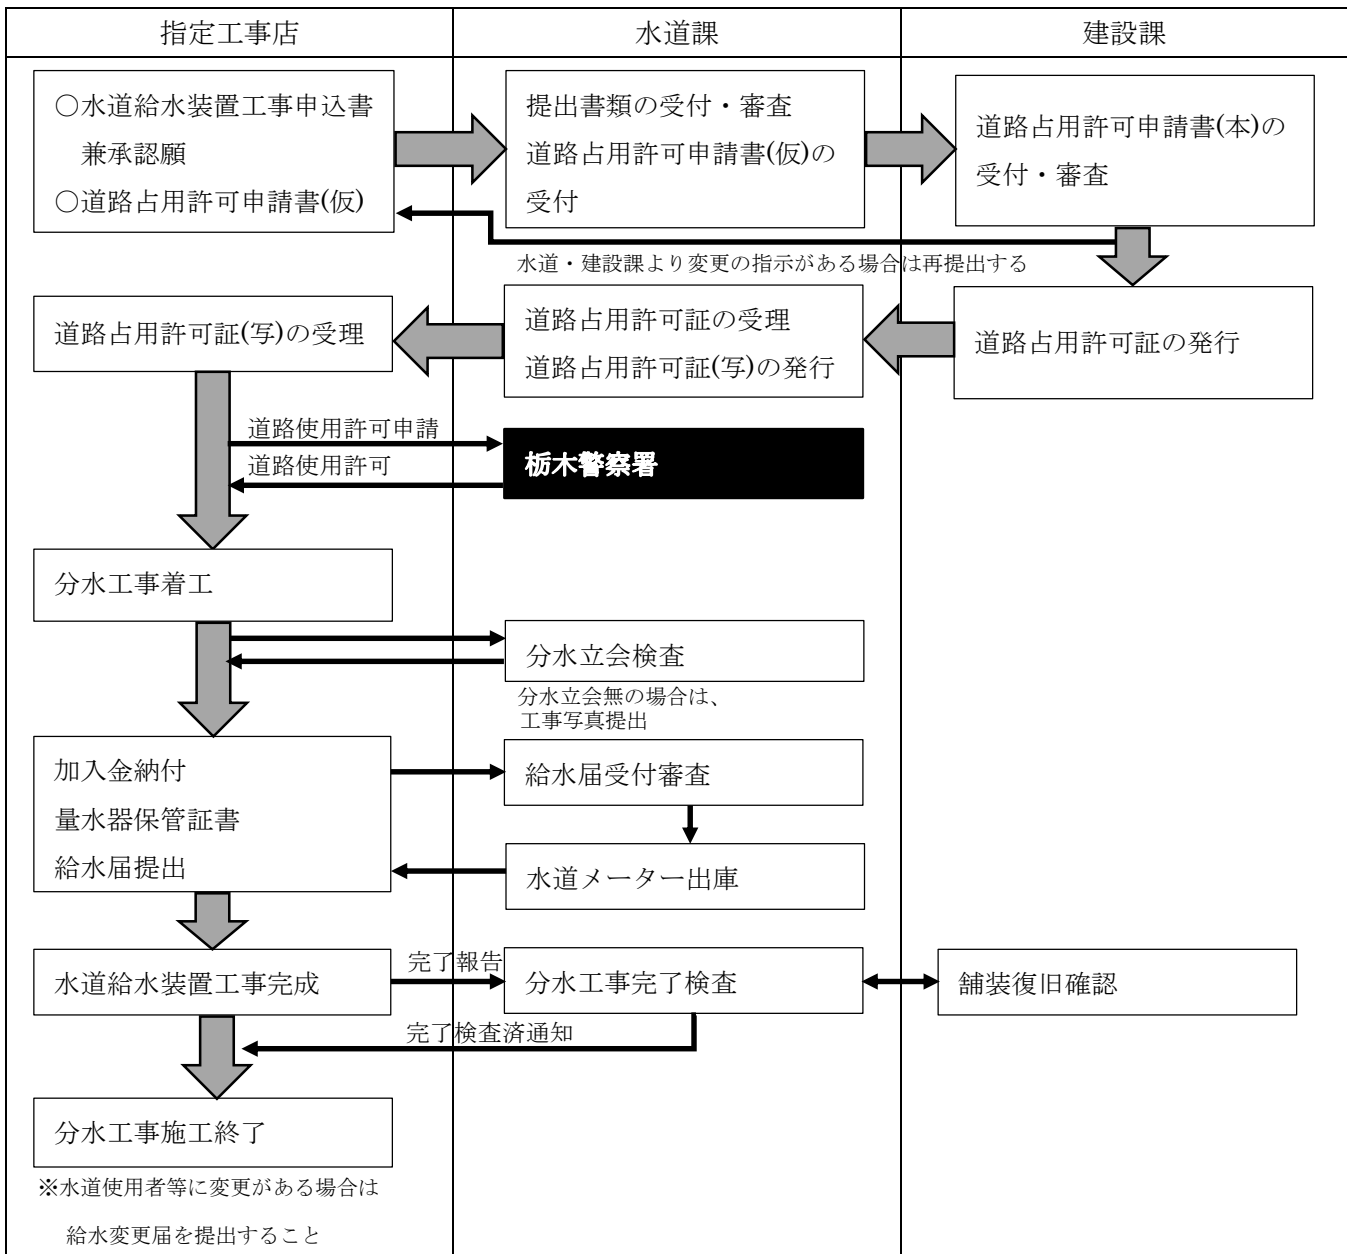 指定工事店
水道課
建設課
○水道給水装置工事申込書
兼承認願
○道路占用許可申請書(仮)
提出書類の受付・審査
道路占用許可申請書(仮)の
受付
道路占用許可申請書(本)の
受付・審査
水道・建設課より変更の指示がある場合は再提出する
道路占用許可証(写)の受理
道路占用許可証の受理
道路占用許可証(写)の発行
道路占用許可証の発行
道路使用許可申請
道路使用許可
栃木警察署
分水工事着工
分水立会検査
分水立会無の場合は、
工事写真提出
加入金納付
量水器保管証書
給水届提出
給水届受付審査
水道メーター出庫
水道給水装置工事完成
完了報告
分水工事完了検査
舗装復旧確認
完了検査済通知
分水工事施工終了
※水道使用者等に変更がある場合は
給水変更届を提出すること